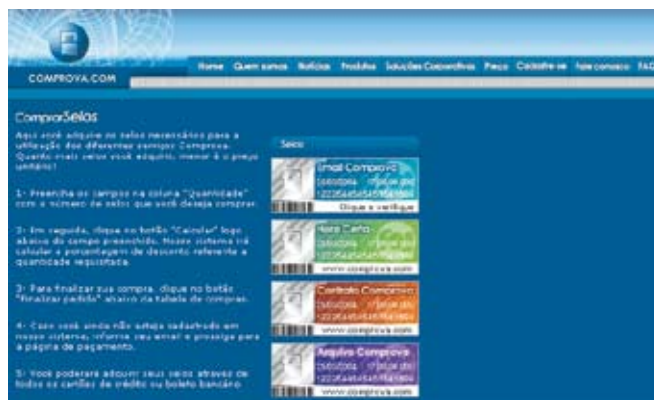 COMPROVA.COM
Home Quem somos Notícias Produtos Soluções Corporativas Preço Cadastre-se Fale conosco FAQ
ComprarSelos
Aqui você adquire os selos necessários para a
utilização dos diferentes serviços Comprova.
Quanto mais selos você adquirir, menor é o preço
unitário!
1- Preencha os campos na coluna "Quantidade"
com o número de selos que você deseja comprar.
2- Em seguida, clique no botão "Calcular" logo
abaixo do campo preenchido. Nosso sistema irá
calcular a porcentagem de desconto referente a
quantidade requisitada.
3- Para finalizar sua compra, clique no botão
"Finalizar pedido" abaixo da tabela de compras.
4- Caso você ainda não esteja cadastrado em
nosso sistema, informe seu email e prossiga para
a página de pagamento.
5- Você poderará adquirir seus selos através de
todos os cartões de crédito ou boleto bancário
Selos
Email Comprova
Clique e verifique
Hora Certa
www.comprova.com
Contrato Comprova
www.comprova.com
Arquivo Comprova
www.comprova.com